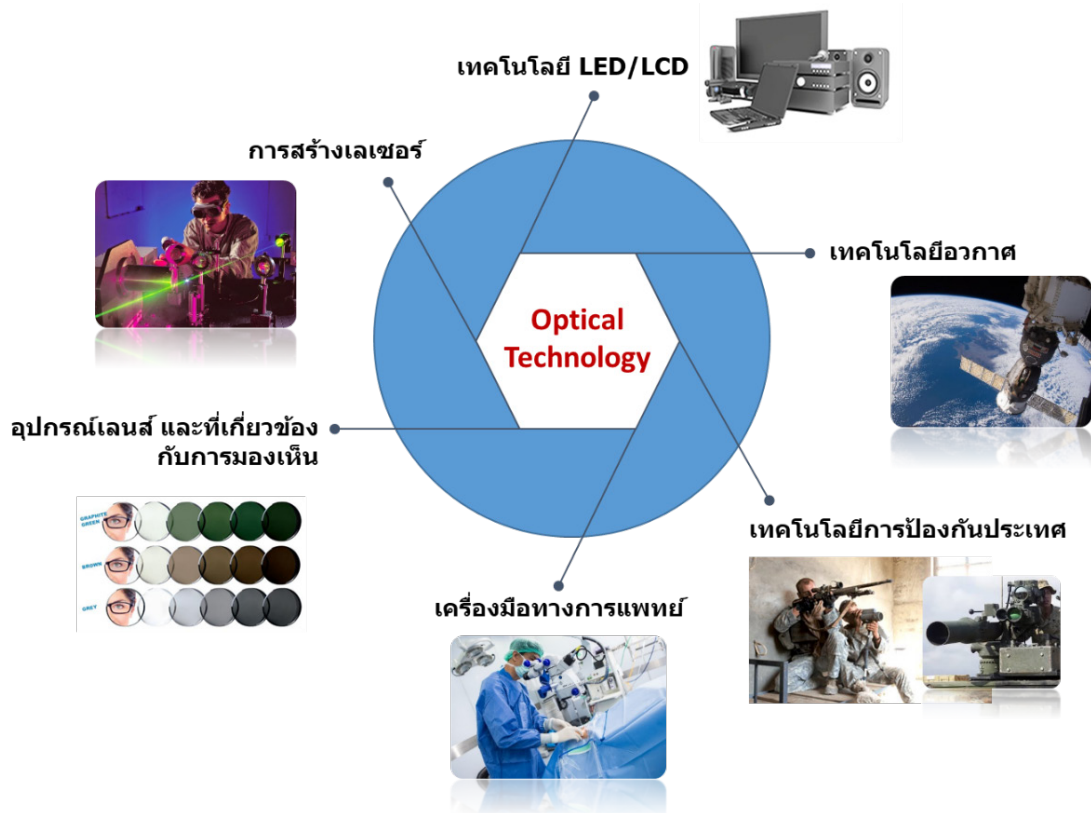 เทคโนโลยี LED/LCD
การสร้างเลเซอร์
เทคโนโลยีอวกาศ
Optical
Technology
อุปกรณ์เลนส์ และที่เกี่ยวข้อง
กับการมองเห็น
GRAPHITE
GREEN
BROWN
GREY
เทคโนโลยีการป้องกันประเทศ
เครื่องมือทางการแพทย์